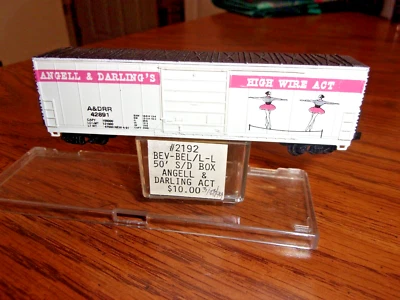 ANGELL & DARLING'S
HIGH WIRE ACT
A&DRR
42891
#2192
BEV-BEL/L-L
50' S/D BOX
ANGELL &
DARLING ACT
$10.00